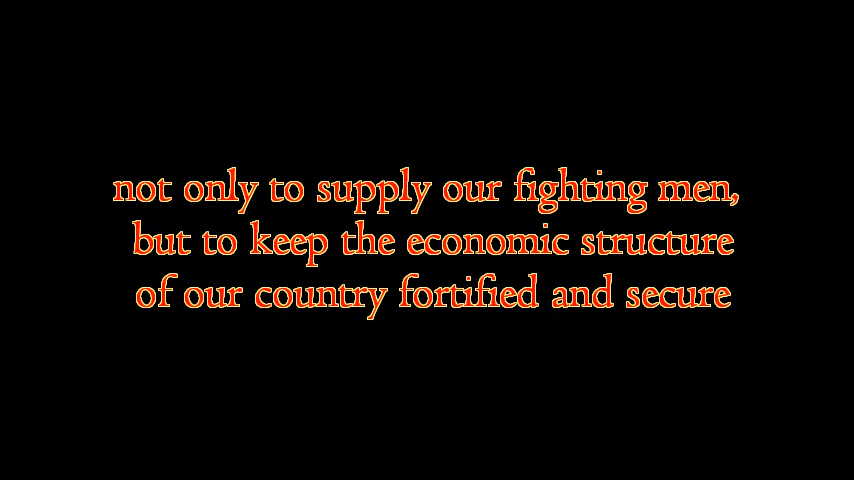 not only to supply our fighting men,
but to keep the economic structure
of our country fortified and secure